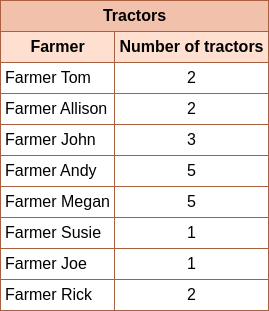 Tractors
Farmer Number of tractors
Farmer Tom 2
Farmer Allison 2
Farmer John 3
Farmer Andy 5
Farmer Megan 5
Farmer Susie 1
Farmer Joe 1
Farmer Rick 2